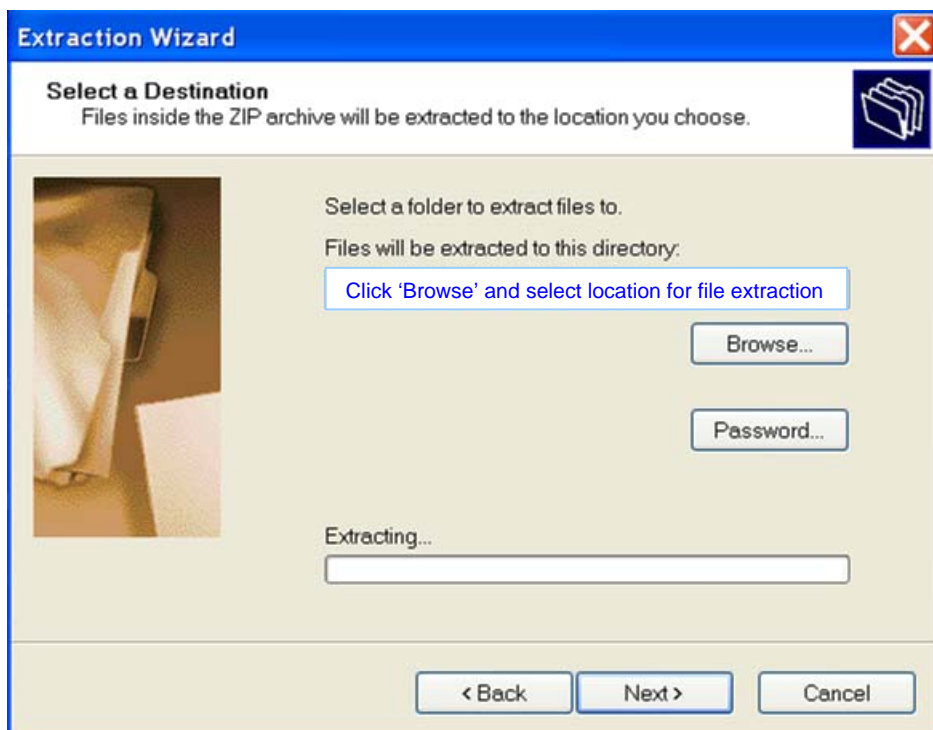 Extraction Wizard
Select a Destination
Files inside the ZIP archive will be extracted to the location you choose.
Select a folder to extract files to.
Files will be extracted to this directory:
Click ‘Browse’ and select location for file extraction
Browse...
Password...
Extracting...
< Back
Next >
Cancel